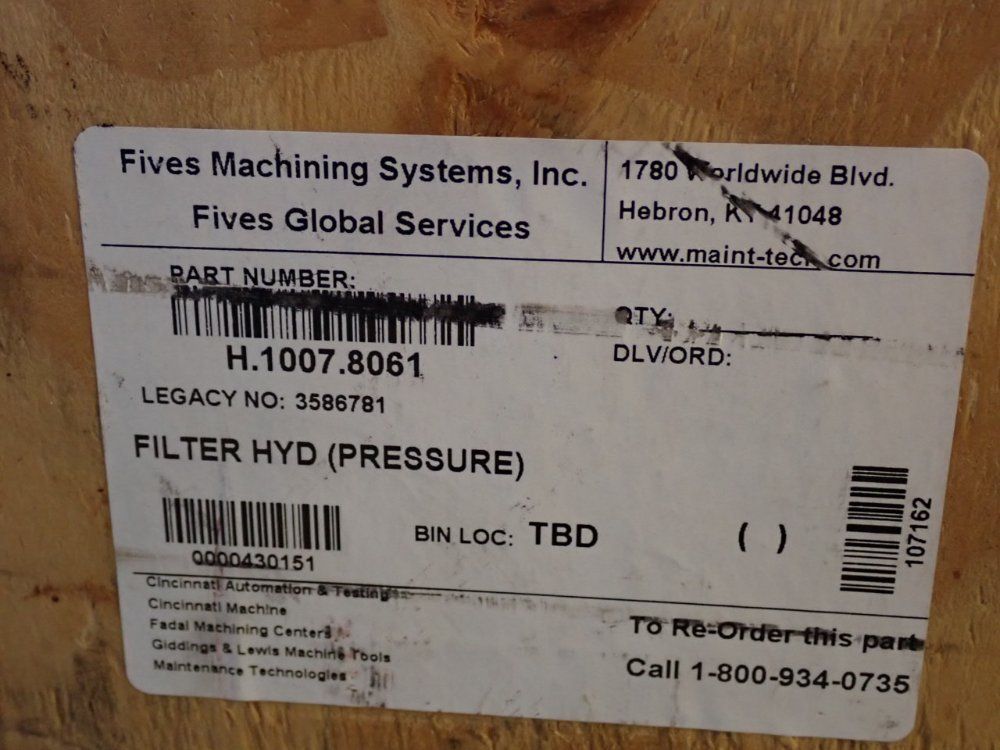 Fives Machining Systems, Inc.
Fives Global Services
1780 Worldwide Blvd.
Hebron, KY 41048
www.maint-tech.com
PART NUMBER:
H.1007.8061
QTY:
DLV/ORD:
LEGACY NO: 3586781
FILTER HYD (PRESSURE)
0000430151
BIN LOC: TBD ( )
107162
Cincinnati Automation & Testing
Cincinnati Machine
Fadal Machining Centers
Giddings & Lewis Machine Tools
Maintenance Technologies
To Re-Order this part
Call 1-800-934-0735